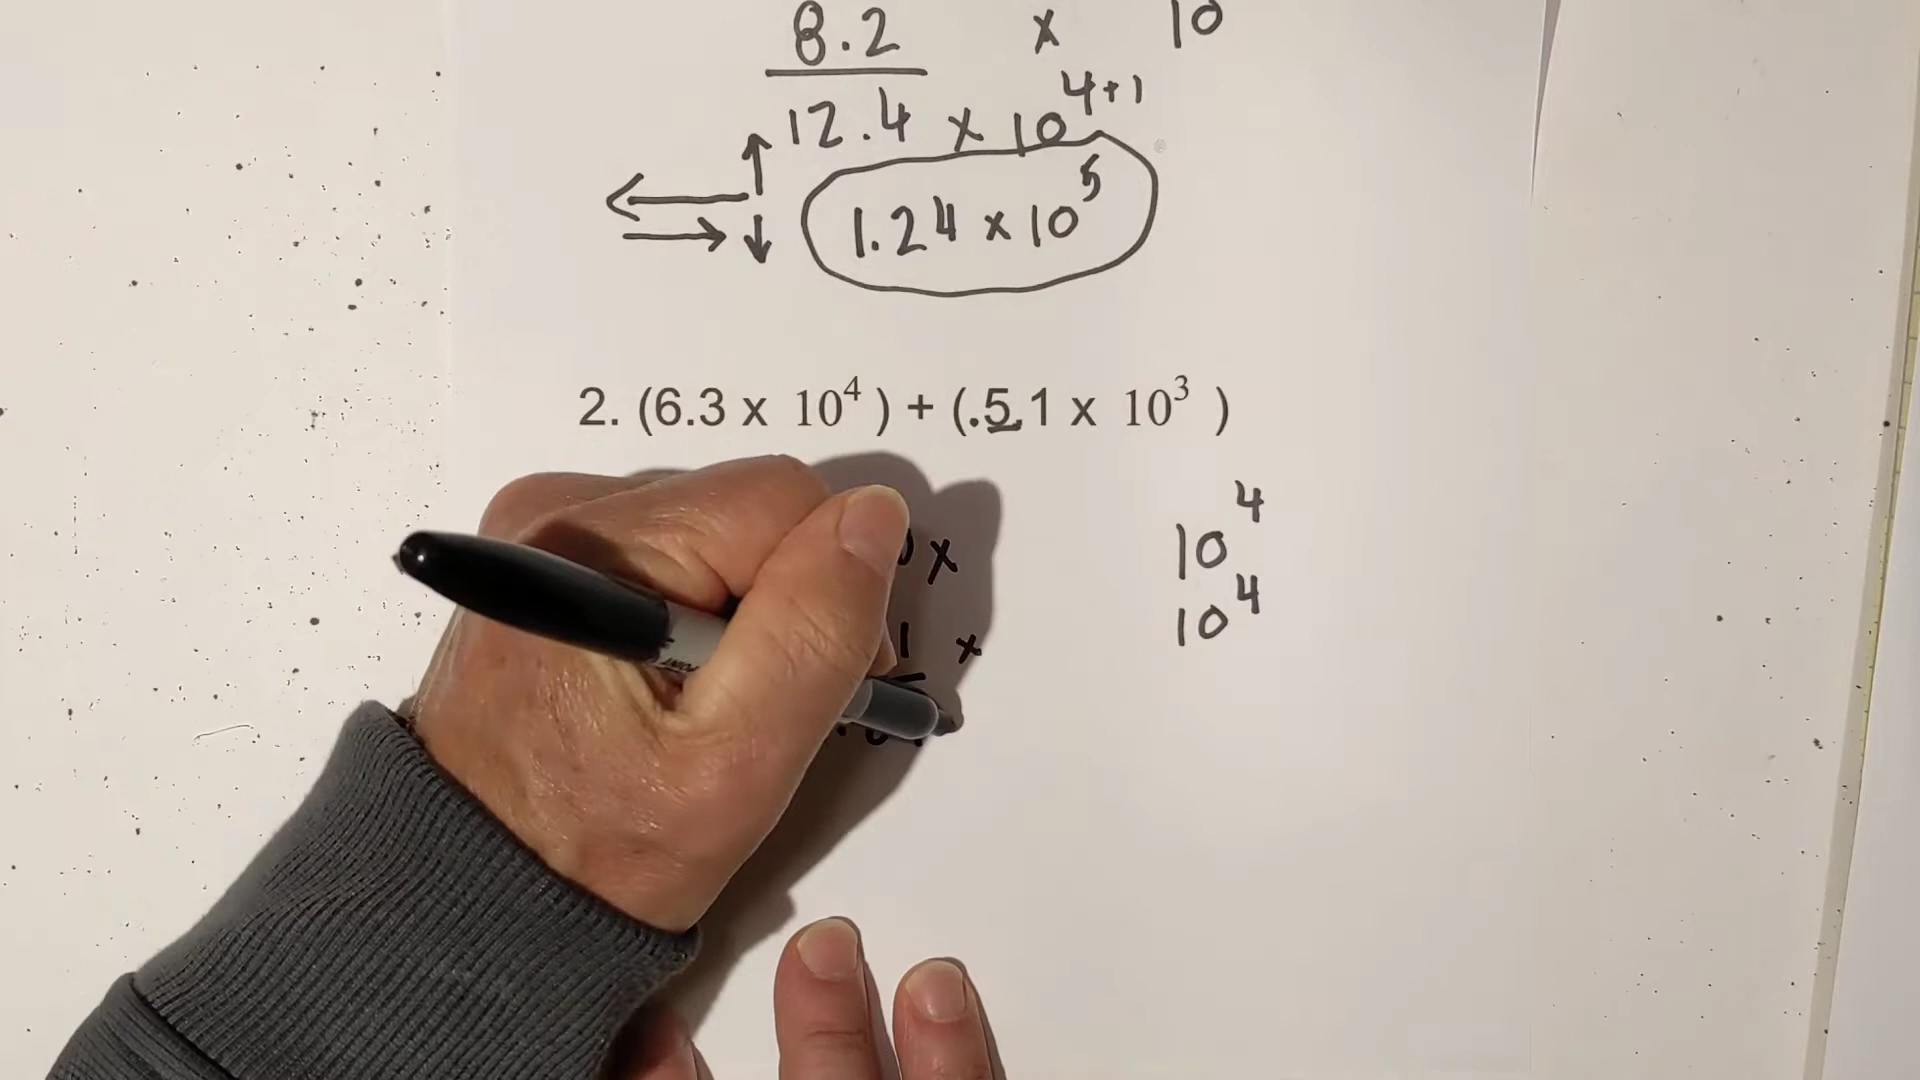 8.2 x 10
12.4 x 10^4+1
1.24 x 10^5
2. (6.3 x 10^4 ) + (.5.1 x 10^3 )
x 10^4
1 x 10^4